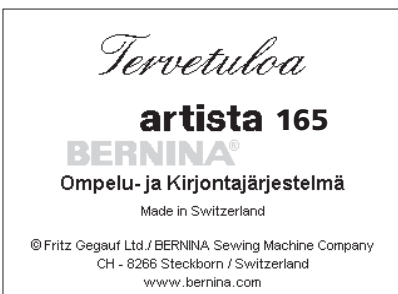 Tervetuloa
artista 165
BERNINA®
Ompelu- ja Kirjontajärjestelmä
Made in Switzerland
© Fritz Gegauf Ltd./ BERNINA Sewing Machine Company
CH - 8266 Steckborn / Switzerland
www.bernina.com